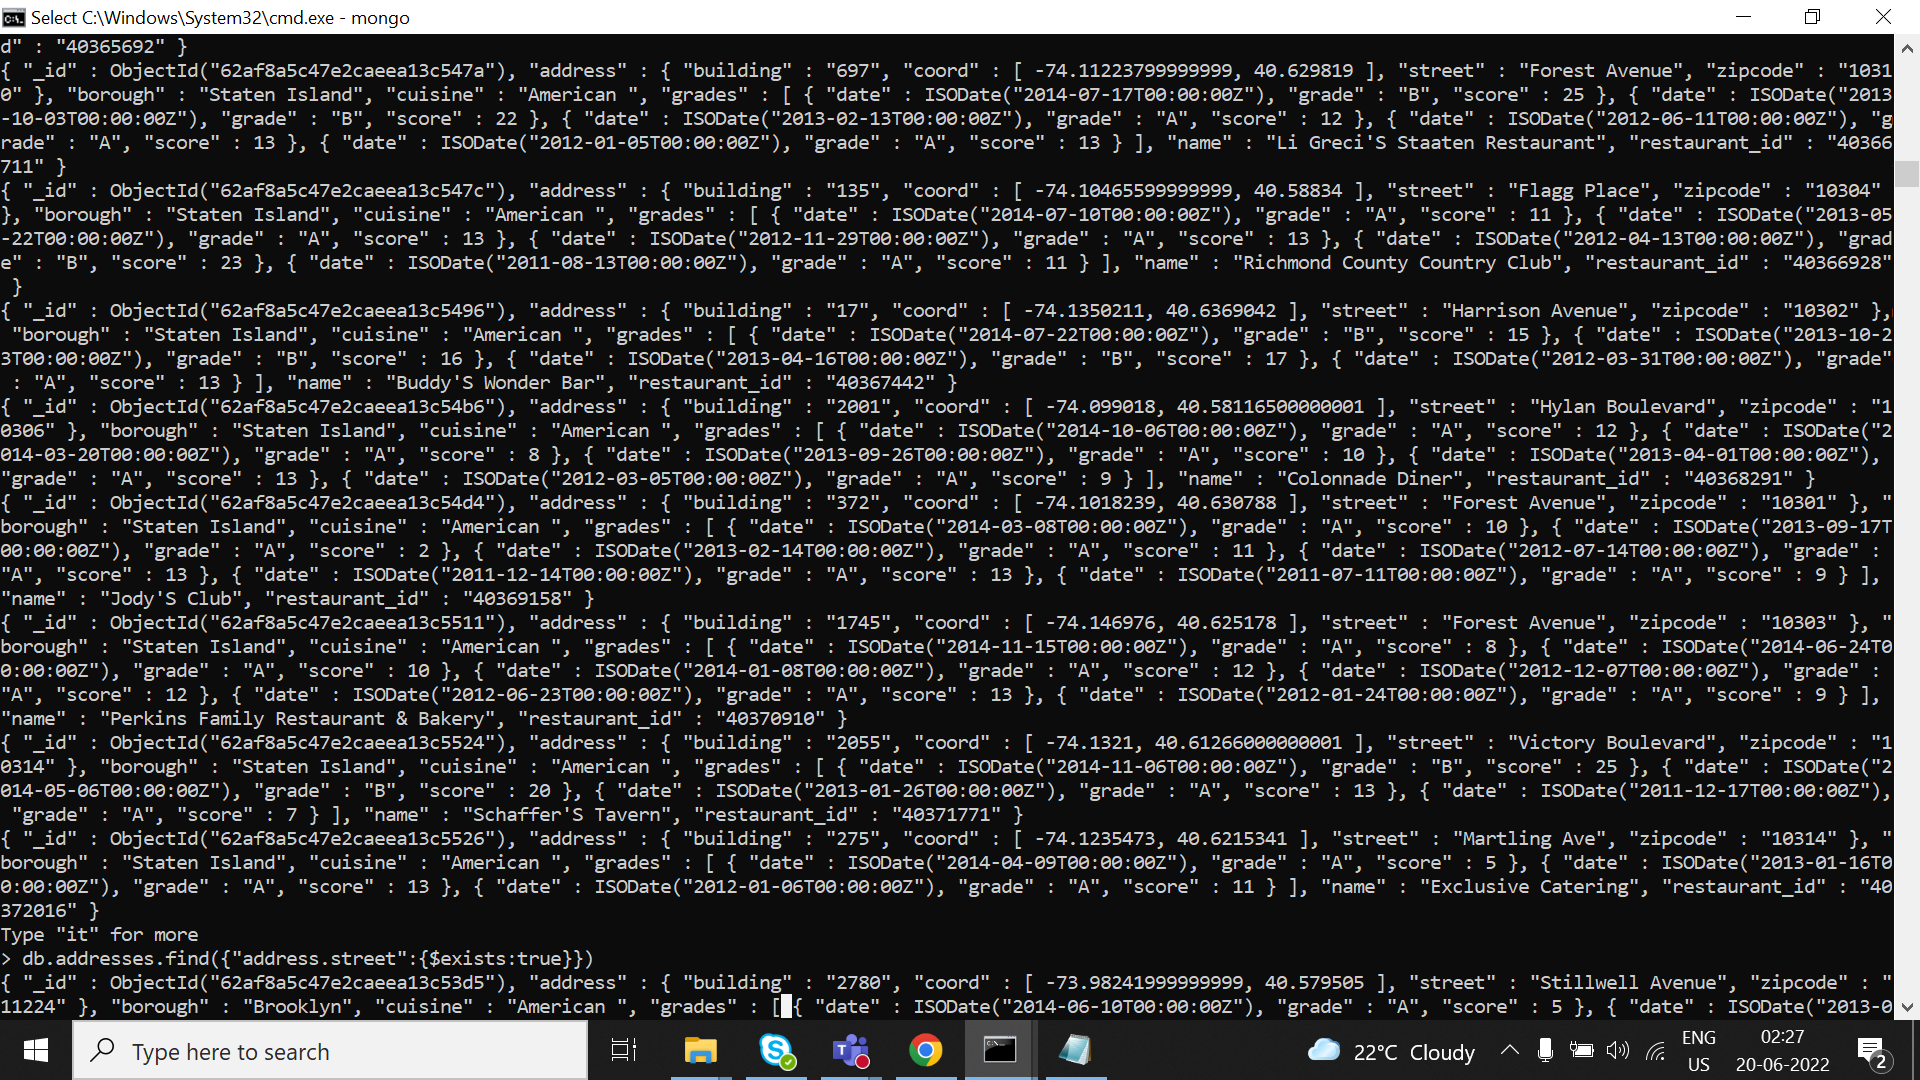 Select C:\Windows\System32\cmd.exe - mongo
d" : "40365692" }
{ "_id" : ObjectId("62af8a5c47e2caeea13c547a"), "address" : { "building" : "697", "coord" : [ -74.11223799999999, 40.629819 ], "street" : "Forest Avenue", "zipcode" : "1031
0" }, "borough" : "Staten Island", "cuisine" : "American ", "grades" : [ { "date" : ISODate("2014-07-17T00:00:00Z"), "grade" : "B", "score" : 25 }, { "date" : ISODate("2013
-10-03T00:00:00Z"), "grade" : "B", "score" : 22 }, { "date" : ISODate("2013-02-13T00:00:00Z"), "grade" : "A", "score" : 12 }, { "date" : ISODate("2012-06-11T00:00:00Z"), "g
rade" : "A", "score" : 13 }, { "date" : ISODate("2012-01-05T00:00:00Z"), "grade" : "A", "score" : 13 } ], "name" : "Li Greci'S Staaten Restaurant", "restaurant_id" : "40366
711" }
{ "_id" : ObjectId("62af8a5c47e2caeea13c547c"), "address" : { "building" : "135", "coord" : [ -74.10465599999999, 40.58834 ], "street" : "Flagg Place", "zipcode" : "10304"
}, "borough" : "Staten Island", "cuisine" : "American ", "grades" : [ { "date" : ISODate("2014-07-10T00:00:00Z"), "grade" : "A", "score" : 11 }, { "date" : ISODate("2013-05
-22T00:00:00Z"), "grade" : "A", "score" : 13 }, { "date" : ISODate("2012-11-29T00:00:00Z"), "grade" : "A", "score" : 13 }, { "date" : ISODate("2012-04-13T00:00:00Z"), "grad
e" : "B", "score" : 23 }, { "date" : ISODate("2011-08-13T00:00:00Z"), "grade" : "A", "score" : 11 } ], "name" : "Richmond County Country Club", "restaurant_id" : "40366928"
 }
{ "_id" : ObjectId("62af8a5c47e2caeea13c5496"), "address" : { "building" : "17", "coord" : [ -74.1350211, 40.6369042 ], "street" : "Harrison Avenue", "zipcode" : "10302" },
 "borough" : "Staten Island", "cuisine" : "American ", "grades" : [ { "date" : ISODate("2014-07-22T00:00:00Z"), "grade" : "B", "score" : 15 }, { "date" : ISODate("2013-10-2
3T00:00:00Z"), "grade" : "B", "score" : 16 }, { "date" : ISODate("2013-04-16T00:00:00Z"), "grade" : "B", "score" : 17 }, { "date" : ISODate("2012-03-31T00:00:00Z"), "grade"
 : "A", "score" : 13 } ], "name" : "Buddy'S Wonder Bar", "restaurant_id" : "40367442" }
{ "_id" : ObjectId("62af8a5c47e2caeea13c54b6"), "address" : { "building" : "2001", "coord" : [ -74.099018, 40.58116500000001 ], "street" : "Hylan Boulevard", "zipcode" : "1
0306" }, "borough" : "Staten Island", "cuisine" : "American ", "grades" : [ { "date" : ISODate("2014-10-06T00:00:00Z"), "grade" : "A", "score" : 12 }, { "date" : ISODate("2
014-03-20T00:00:00Z"), "grade" : "A", "score" : 8 }, { "date" : ISODate("2013-09-26T00:00:00Z"), "grade" : "A", "score" : 10 }, { "date" : ISODate("2013-04-01T00:00:00Z"),
"grade" : "A", "score" : 13 }, { "date" : ISODate("2012-03-05T00:00:00Z"), "grade" : "A", "score" : 9 } ], "name" : "Colonnade Diner", "restaurant_id" : "40368291" }
{ "_id" : ObjectId("62af8a5c47e2caeea13c54d4"), "address" : { "building" : "372", "coord" : [ -74.1018239, 40.630788 ], "street" : "Forest Avenue", "zipcode" : "10301" }, "
borough" : "Staten Island", "cuisine" : "American ", "grades" : [ { "date" : ISODate("2014-03-08T00:00:00Z"), "grade" : "A", "score" : 10 }, { "date" : ISODate("2013-09-17T
00:00:00Z"), "grade" : "A", "score" : 2 }, { "date" : ISODate("2013-02-14T00:00:00Z"), "grade" : "A", "score" : 11 }, { "date" : ISODate("2012-07-14T00:00:00Z"), "grade" :
"A", "score" : 13 }, { "date" : ISODate("2011-12-14T00:00:00Z"), "grade" : "A", "score" : 13 }, { "date" : ISODate("2011-07-11T00:00:00Z"), "grade" : "A", "score" : 9 } ],
"name" : "Jody'S Club", "restaurant_id" : "40369158" }
{ "_id" : ObjectId("62af8a5c47e2caeea13c5511"), "address" : { "building" : "1745", "coord" : [ -74.146976, 40.625178 ], "street" : "Forest Avenue", "zipcode" : "10303" }, "
borough" : "Staten Island", "cuisine" : "American ", "grades" : [ { "date" : ISODate("2014-11-15T00:00:00Z"), "grade" : "A", "score" : 8 }, { "date" : ISODate("2014-06-24T0
0:00:00Z"), "grade" : "A", "score" : 10 }, { "date" : ISODate("2014-01-08T00:00:00Z"), "grade" : "A", "score" : 12 }, { "date" : ISODate("2012-12-07T00:00:00Z"), "grade" :
"A", "score" : 12 }, { "date" : ISODate("2012-06-23T00:00:00Z"), "grade" : "A", "score" : 13 }, { "date" : ISODate("2012-01-24T00:00:00Z"), "grade" : "A", "score" : 9 } ],
"name" : "Perkins Family Restaurant & Bakery", "restaurant_id" : "40370910" }
{ "_id" : ObjectId("62af8a5c47e2caeea13c5524"), "address" : { "building" : "2055", "coord" : [ -74.1321, 40.61266000000001 ], "street" : "Victory Boulevard", "zipcode" : "1
0314" }, "borough" : "Staten Island", "cuisine" : "American ", "grades" : [ { "date" : ISODate("2014-11-06T00:00:00Z"), "grade" : "B", "score" : 25 }, { "date" : ISODate("2
014-05-06T00:00:00Z"), "grade" : "B", "score" : 20 }, { "date" : ISODate("2013-01-26T00:00:00Z"), "grade" : "A", "score" : 13 }, { "date" : ISODate("2011-12-17T00:00:00Z"),
 "grade" : "A", "score" : 7 } ], "name" : "Schaffer'S Tavern", "restaurant_id" : "40371771" }
{ "_id" : ObjectId("62af8a5c47e2caeea13c5526"), "address" : { "building" : "275", "coord" : [ -74.1235473, 40.6215341 ], "street" : "Martling Ave", "zipcode" : "10314" }, "
borough" : "Staten Island", "cuisine" : "American ", "grades" : [ { "date" : ISODate("2014-04-09T00:00:00Z"), "grade" : "A", "score" : 5 }, { "date" : ISODate("2013-01-16T0
0:00:00Z"), "grade" : "A", "score" : 13 }, { "date" : ISODate("2012-01-06T00:00:00Z"), "grade" : "A", "score" : 11 } ], "name" : "Exclusive Catering", "restaurant_id" : "40
372016" }
Type "it" for more
> db.addresses.find({"address.street":{$exists:true}})
{ "_id" : ObjectId("62af8a5c47e2caeea13c53d5"), "address" : { "building" : "2780", "coord" : [ -73.98241999999999, 40.579505 ], "street" : "Stillwell Avenue", "zipcode" : "
11224" }, "borough" : "Brooklyn", "cuisine" : "American ", "grades" : [ { "date" : ISODate("2014-06-10T00:00:00Z"), "grade" : "A", "score" : 5 }, { "date" : ISODate("2013-0
Type here to search
22°C Cloudy
ENG
US
02:27
20-06-2022
2